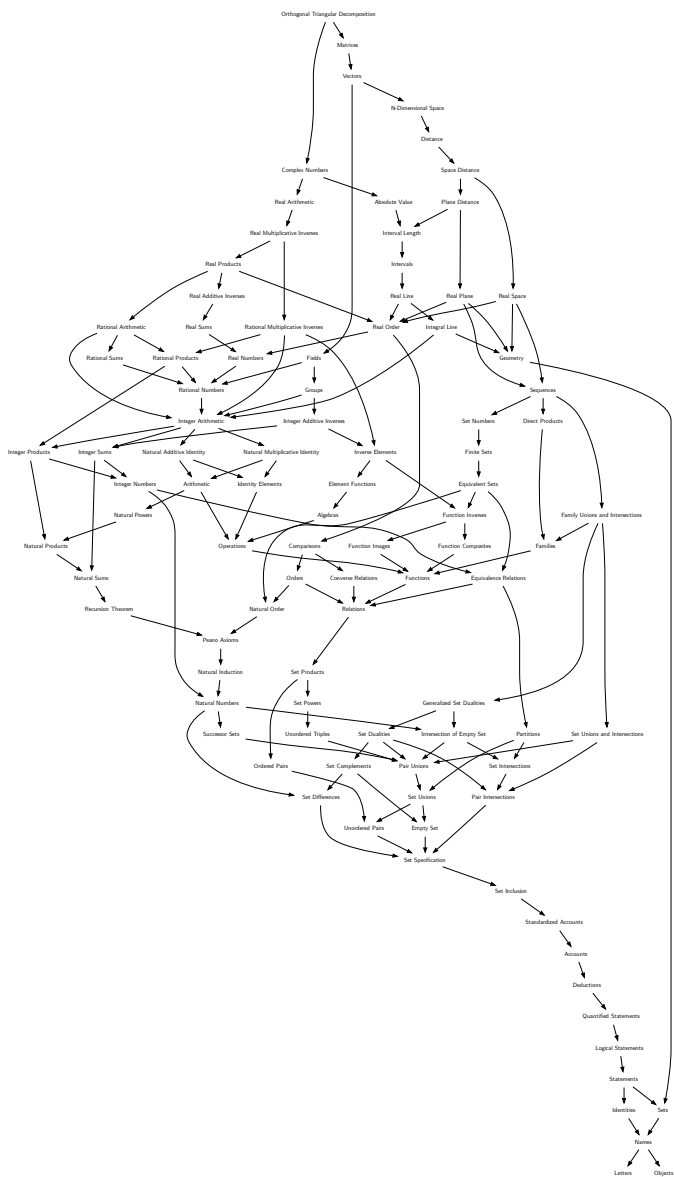 Orthogonal Triangular Decomposition
Matrices
Vectors
N-Dimensional Space
Distance
Complex Numbers
Space Distance
Real Arithmetic
Absolute Value
Plane Distance
Real Multiplicative Inverses
Interval Length
Real Products
Intervals
Real Additive Inverses
Real Line
Real Plane
Real Space
Rational Arithmetic
Real Sums
Rational Multiplicative Inverses
Real Order
Integral Line
Rational Sums
Rational Products
Real Numbers
Fields
Geometry
Rational Numbers
Groups
Sequences
Integer Arithmetic
Integer Additive Inverses
Set Numbers
Direct Products
Integer Products
Integer Sums
Natural Additive Identity
Natural Multiplicative Identity
Inverse Elements
Finite Sets
Integer Numbers
Arithmetic
Identity Elements
Element Functions
Equivalent Sets
Natural Powers
Algebras
Function Inverses
Family Unions and Intersections
Natural Products
Operations
Comparisons
Function Images
Function Composites
Families
Natural Sums
Orders
Converse Relations
Functions
Equivalence Relations
Recursion Theorem
Natural Order
Relations
Peano Axioms
Natural Induction
Set Products
Natural Numbers
Set Powers
Generalized Set Dualities
Successor Sets
Unordered Triples
Set Dualities
Intersection of Empty Set
Partitions
Set Unions and Intersections
Ordered Pairs
Set Complements
Pair Unions
Set Intersections
Set Differences
Set Unions
Pair Intersections
Unordered Pairs
Empty Set
Set Specification
Set Inclusion
Standardized Accounts
Accounts
Deductions
Quantified Statements
Logical Statements
Statements
Identities
Sets
Names
Letters
Objects